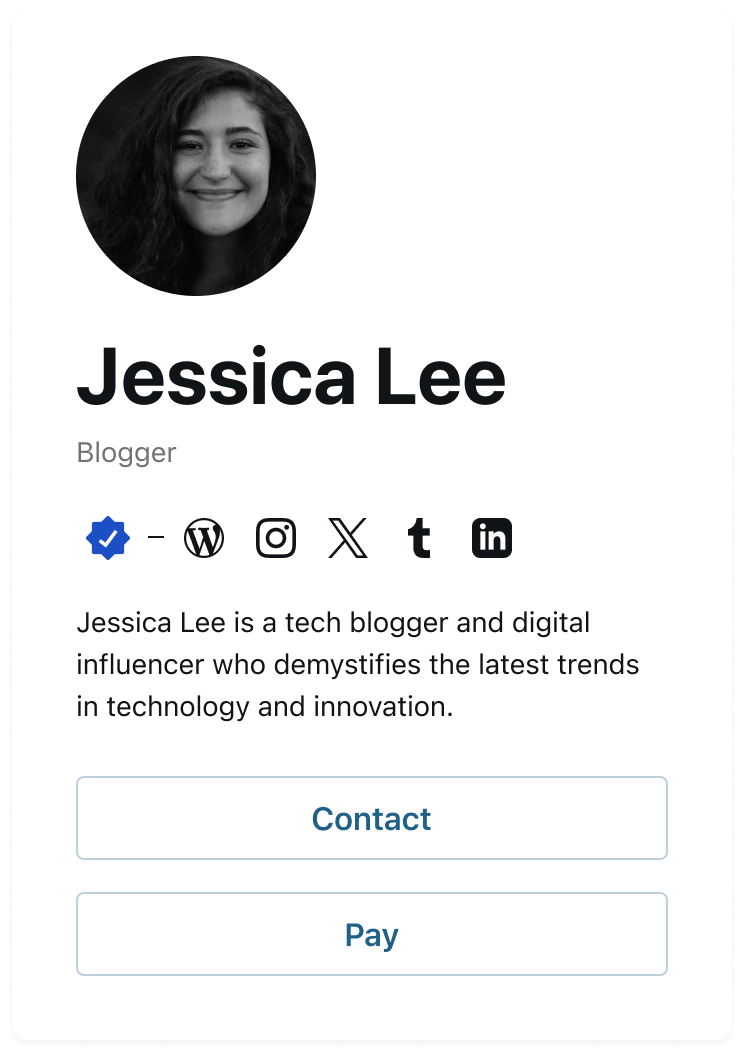 Jessica Lee
Blogger
Jessica Lee is a tech blogger and digital
influencer who demystifies the latest trends
in technology and innovation.
Contact
Pay